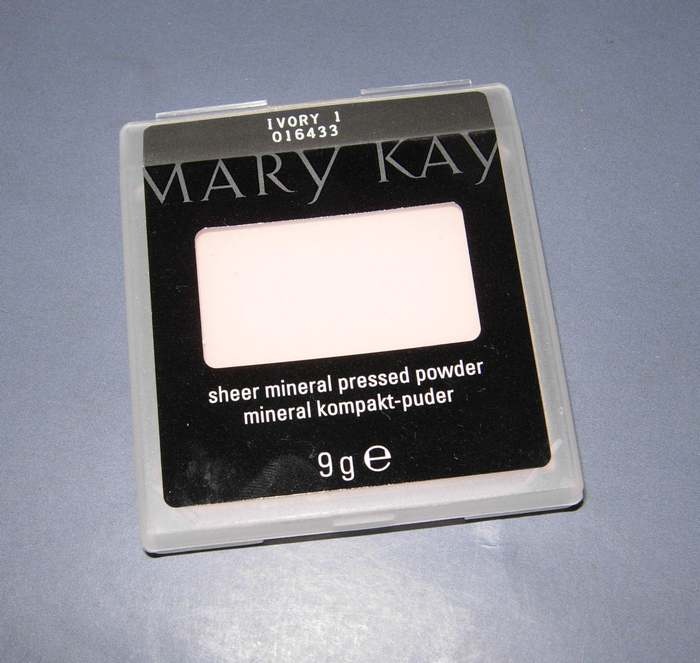 IVORY 1
016433
MARY KAY
sheer mineral pressed powder
mineral kompakt-puder
9g ℮